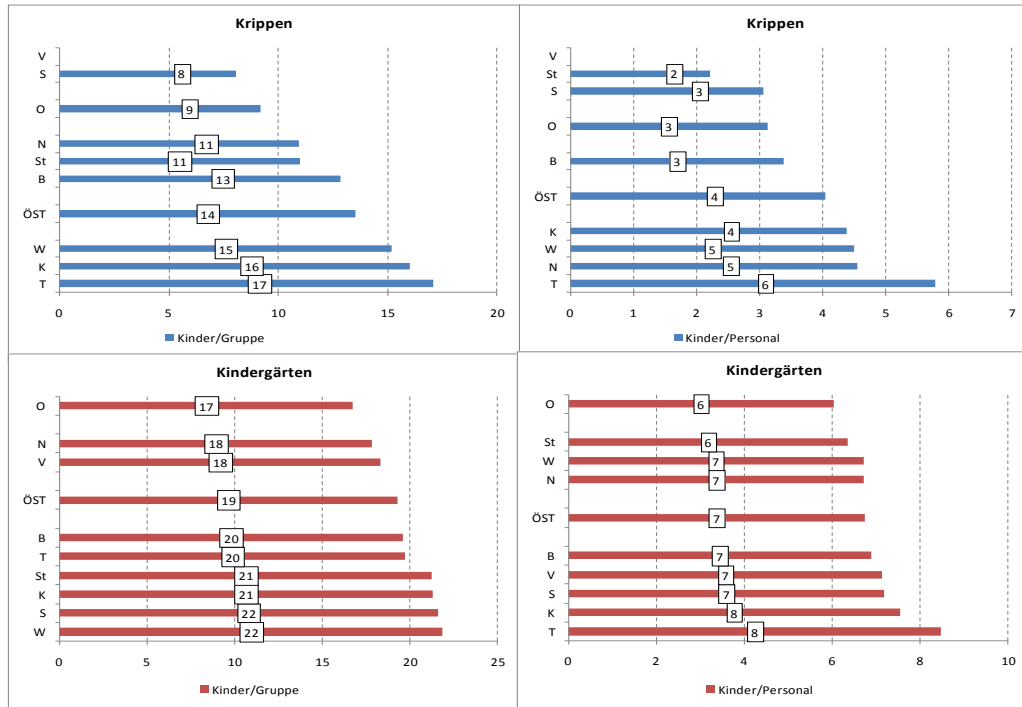 Krippen
V
S 8
O 9
N 11
St 11
B 13
ÖST 14
W 15
K 16
T 17
0 5 10 15 20
Kinder/Gruppe
Krippen
V
St 2
S 3
O 3
B 3
ÖST 4
K 4
W 5
N 5
T 6
0 1 2 3 4 5 6 7
Kinder/Personal
Kindergärten
O 17
N 18
V 18
ÖST 19
B 20
T 20
St 21
K 21
S 22
W 22
0 5 10 15 20 25
Kinder/Gruppe
Kindergärten
O 6
St 6
W 7
N 7
ÖST 7
B 7
V 7
S 7
K 8
T 8
0 2 4 6 8 10
Kinder/Personal